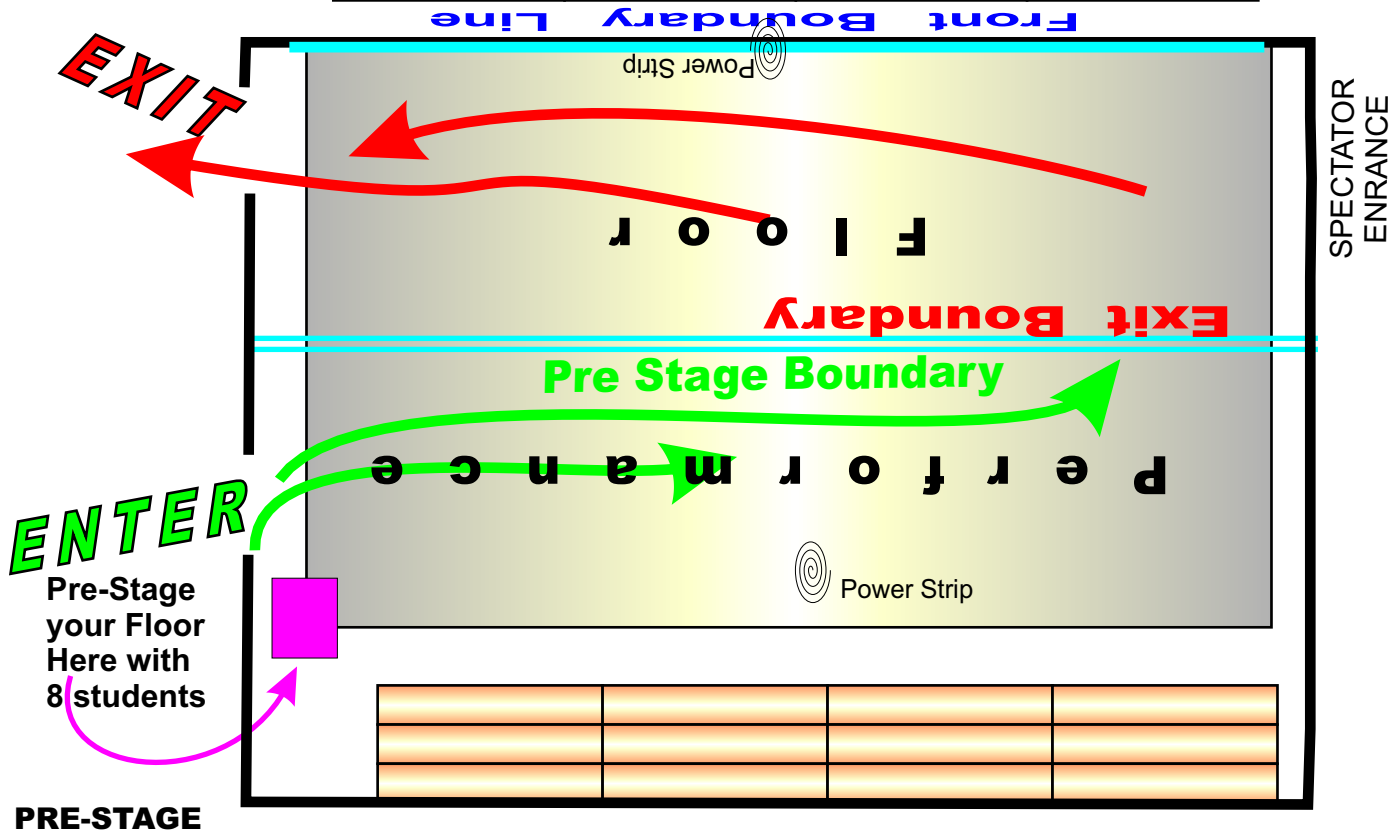 Front Boundary Line
Power Strip
EXIT
SPECTATOR
ENRANCE
Floor
Exit Boundary
Pre Stage Boundary
Performance
ENTER
Pre-Stage
your Floor
Here with
8 students
Power Strip
PRE-STAGE